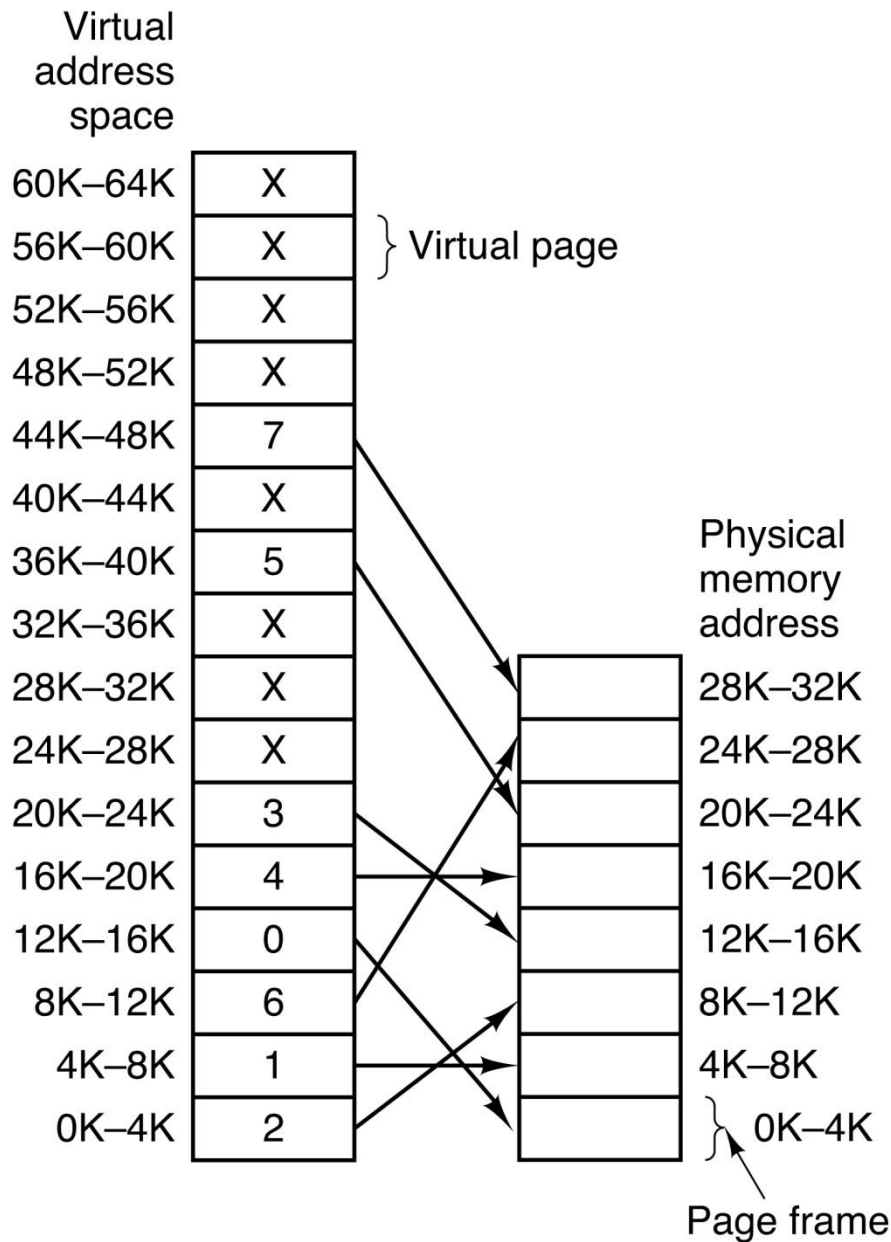 Virtual
address
space
60K–64K X
56K–60K X Virtual page
52K–56K X
48K–52K X
44K–48K 7
40K–44K X
36K–40K 5
32K–36K X
28K–32K X
24K–28K X
20K–24K 3
16K–20K 4
12K–16K 0
8K–12K 6
4K–8K 1
0K–4K 2
Physical
memory
address
28K–32K
24K–28K
20K–24K
16K–20K
12K–16K
8K–12K
4K–8K
0K–4K
Page frame